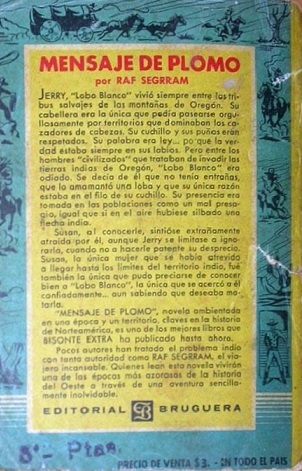 MENSAJE DE PLOMO
por RAF SEGRRAM
JERRY, "Lobo Blanco" vivió siempre entre las tri-
bus salvajes de las montañas de Oregón. Su
cabellera era la única que podía pasearse orgu-
llosamente por territorios que dominaban los ca-
zadores de cabezas. Su cuchillo y sus puños eran
respetados. Su palabra era ley... po que la ver-
dad estaba siempre en sus labios. Pero entre los
hombres "civilizados" que trataban de invadir las
tierras indias de Oregón, "Lobo Blanco" era
odiado. Se decía de él que no tenía entrañas,
que lo amamantó una loba y que su única razón
estaba en el filo de su cuchillo. Su presencia era
tomada en las poblaciones como un mal presa-
gio, igual que si en el aire hubiese silbado una
flecha india.
Susan, al conocerle, sintióse extrañamente
atraída por él, aunque Jerry se limitase a igno-
rarla, cuando no a hacerle patente su desprecio.
Susan, la única mujer que se había atrevido
a llegar hasta los límites del territorio indio, fué
también la única que pudo preciarse de conocer
bien a "Lobo Blanco", la única que se acercó a él
confiadamente... aun sabiendo que deseaba ma-
tarla.
"MENSAJE DE PLOMO", novela ambientada
en una época y un territorio, claves en la historia
de Norteamérica, es uno de los mejores libros que
BISONTE EXTRA ha publicado hasta ahora.
Pocos autores han tratado el problema indio
con tanta autoridad como RAF SEGRRAM, el via-
jero incansable. Quienes lean esta novela vivirán
una de las épocas más azarosas de la historia
del Oeste a través de una aventura sencilla-
mente inolvidable.
EDITORIAL B BRUGUERA
8'- Ptas.
PRECIO DE VENTA $ 3. - EN TODO EL PAIS